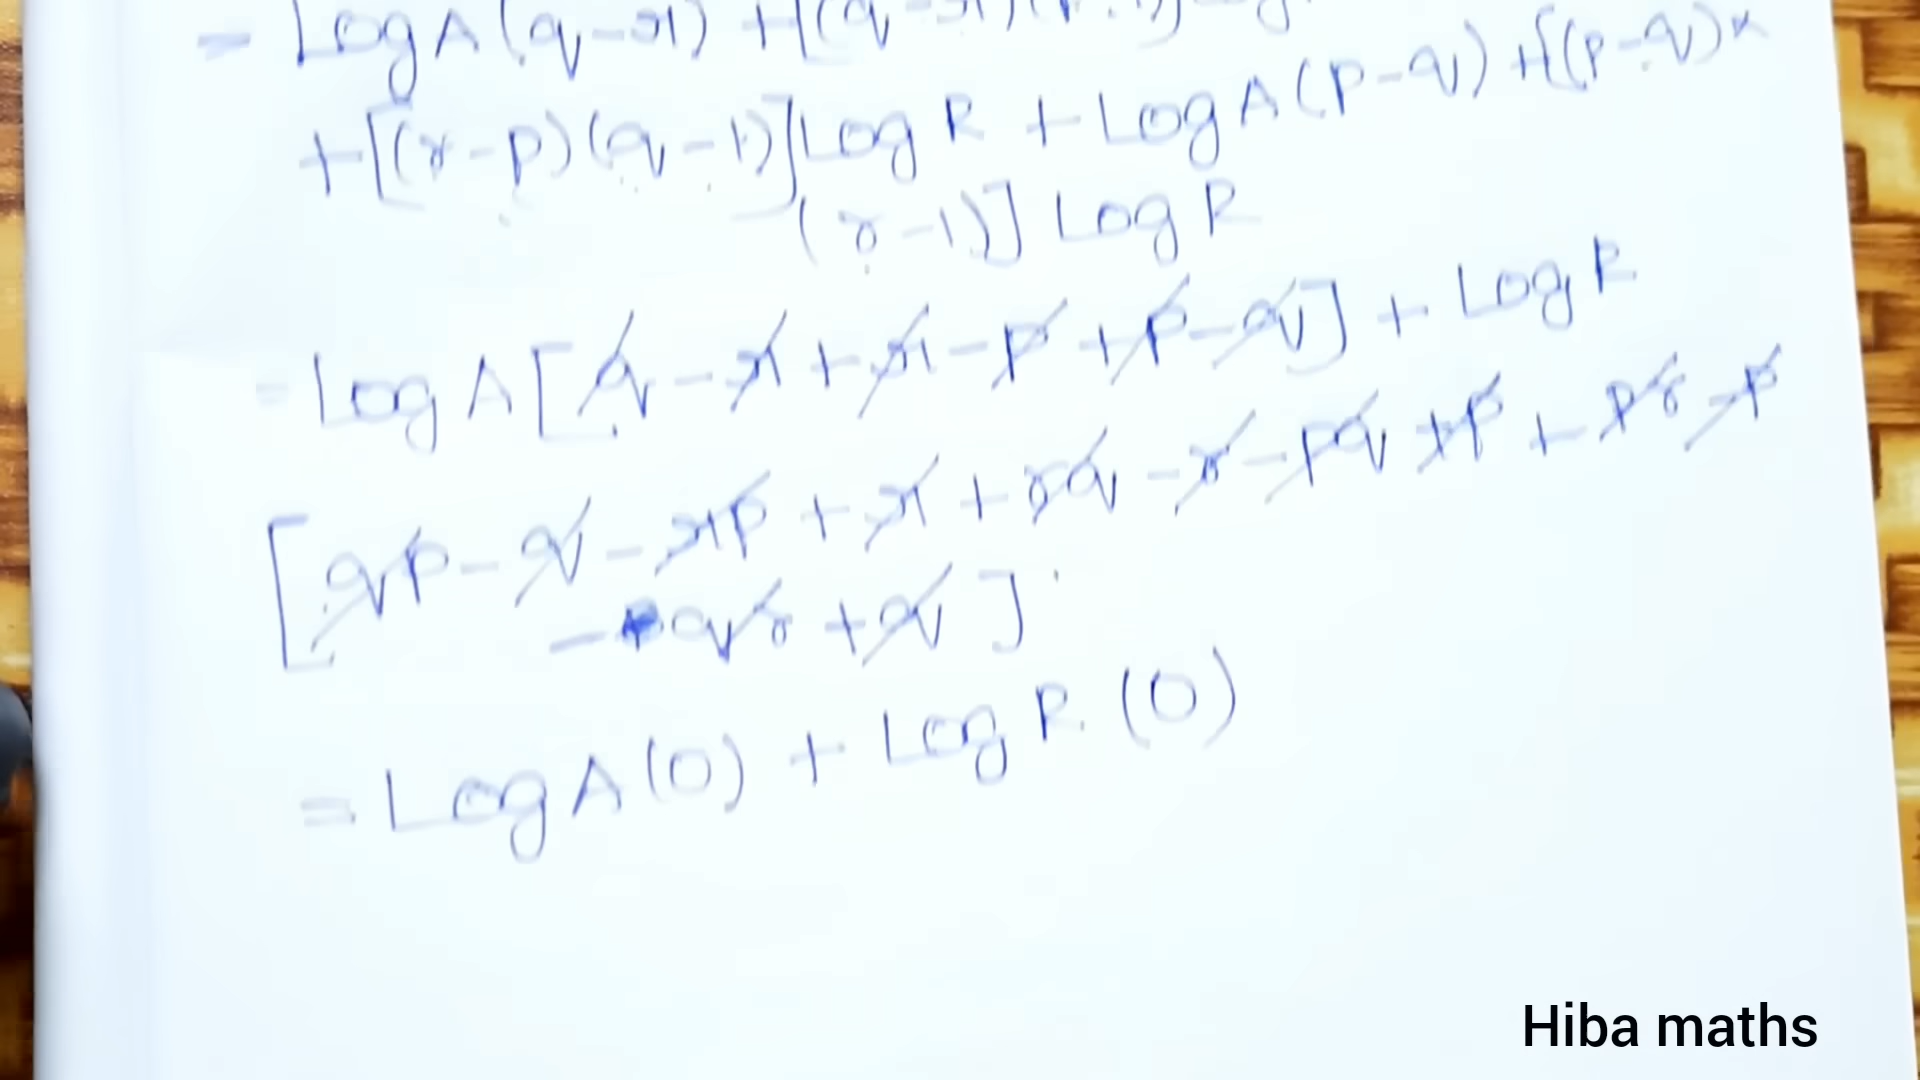 = Log A (q-r) + [(q-r)(p-1)]
+[(r-p)(q-1)] Log R + Log A (P-q) +[(p-q)×
(r-1)] Log R
= Log A [q - r + r - p + p - q] + Log R
[qp - q - rp + r + rq - r - pq + p + pr - p
- qr + q]
= Log A (0) + Log R (0)
Hiba maths